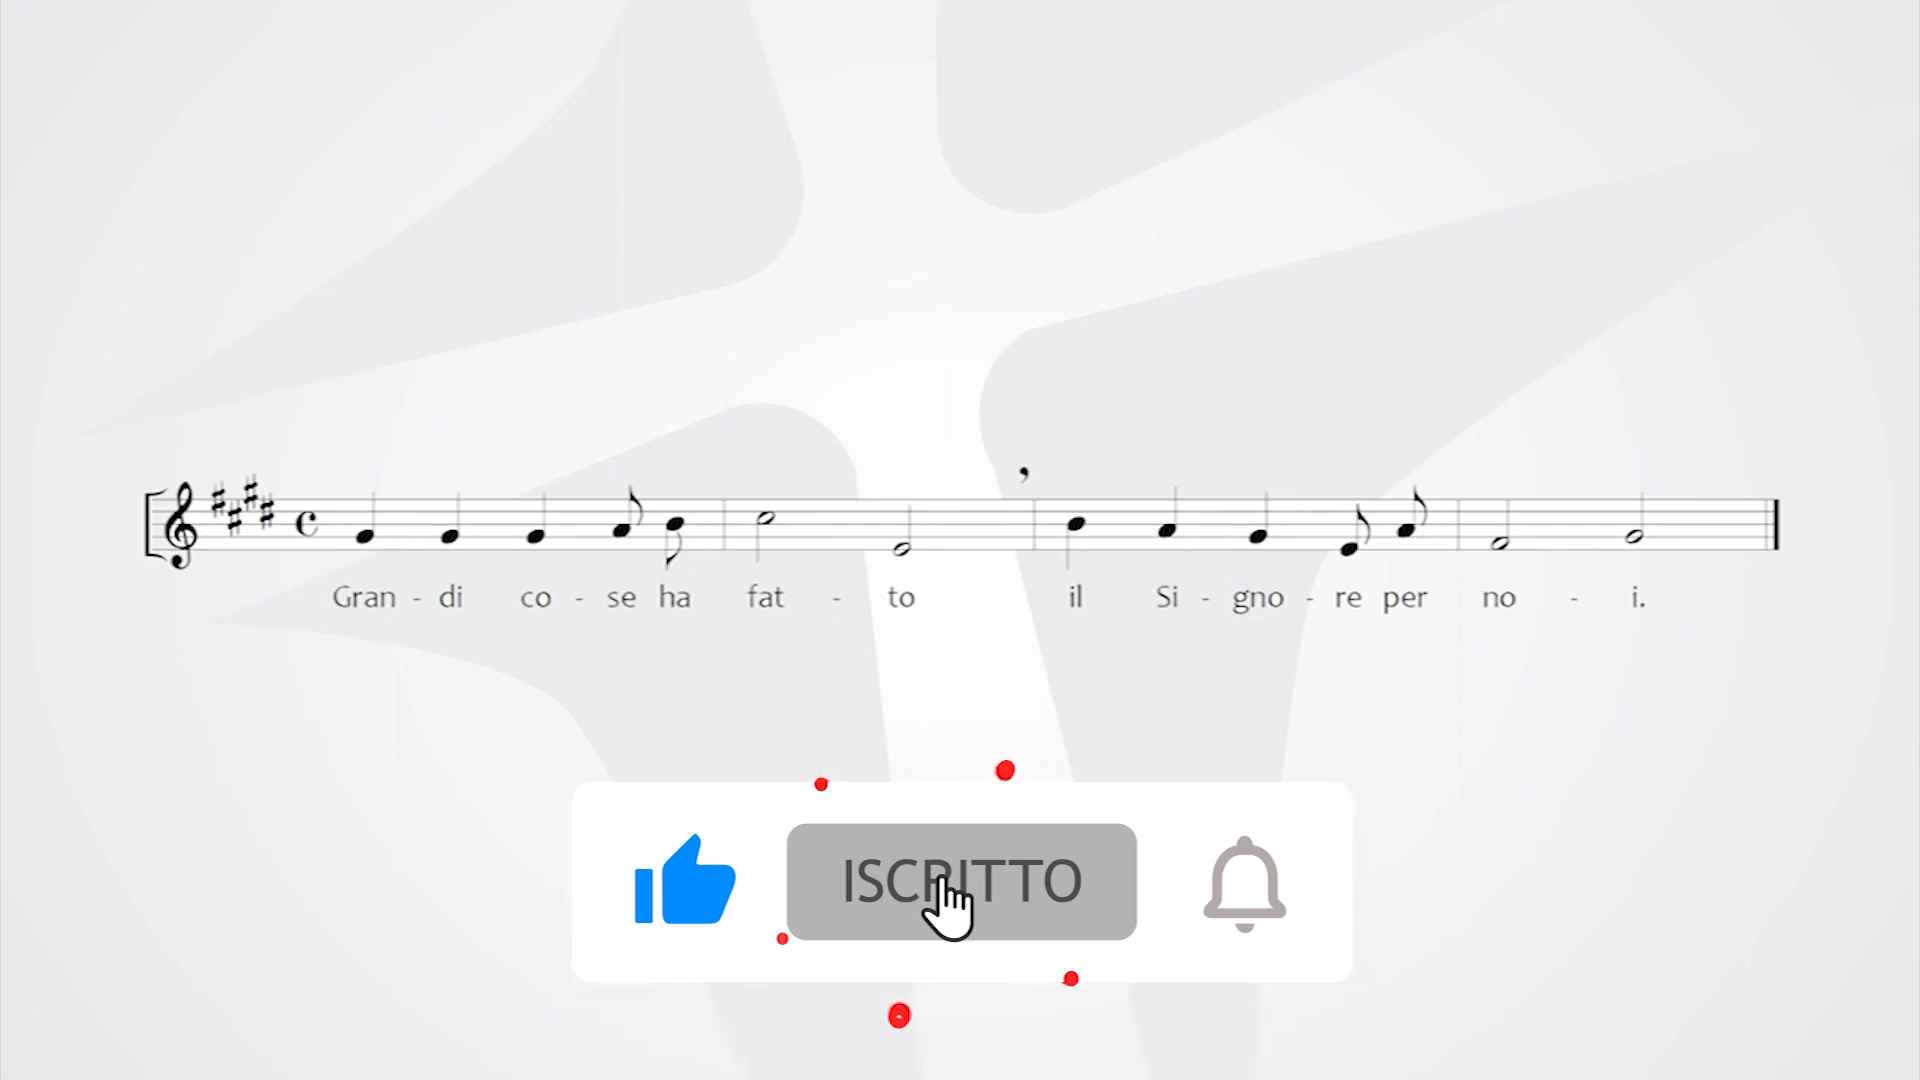 Gran - di co - se ha fat - to il Si - gno - re per no - i.
ISCRITTO